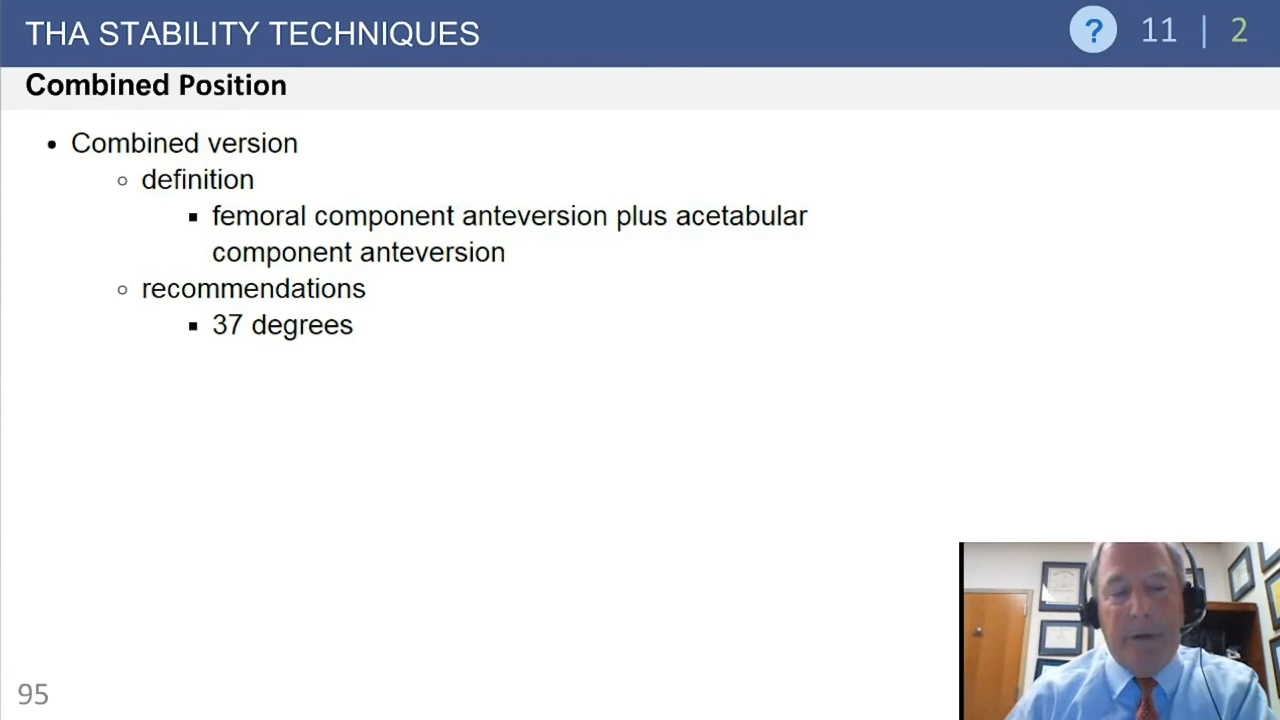 THA STABILITY TECHNIQUES
? 11 | 2
Combined Position
• Combined version
○ definition
▪ femoral component anteversion plus acetabular
component anteversion
○ recommendations
▪ 37 degrees
95